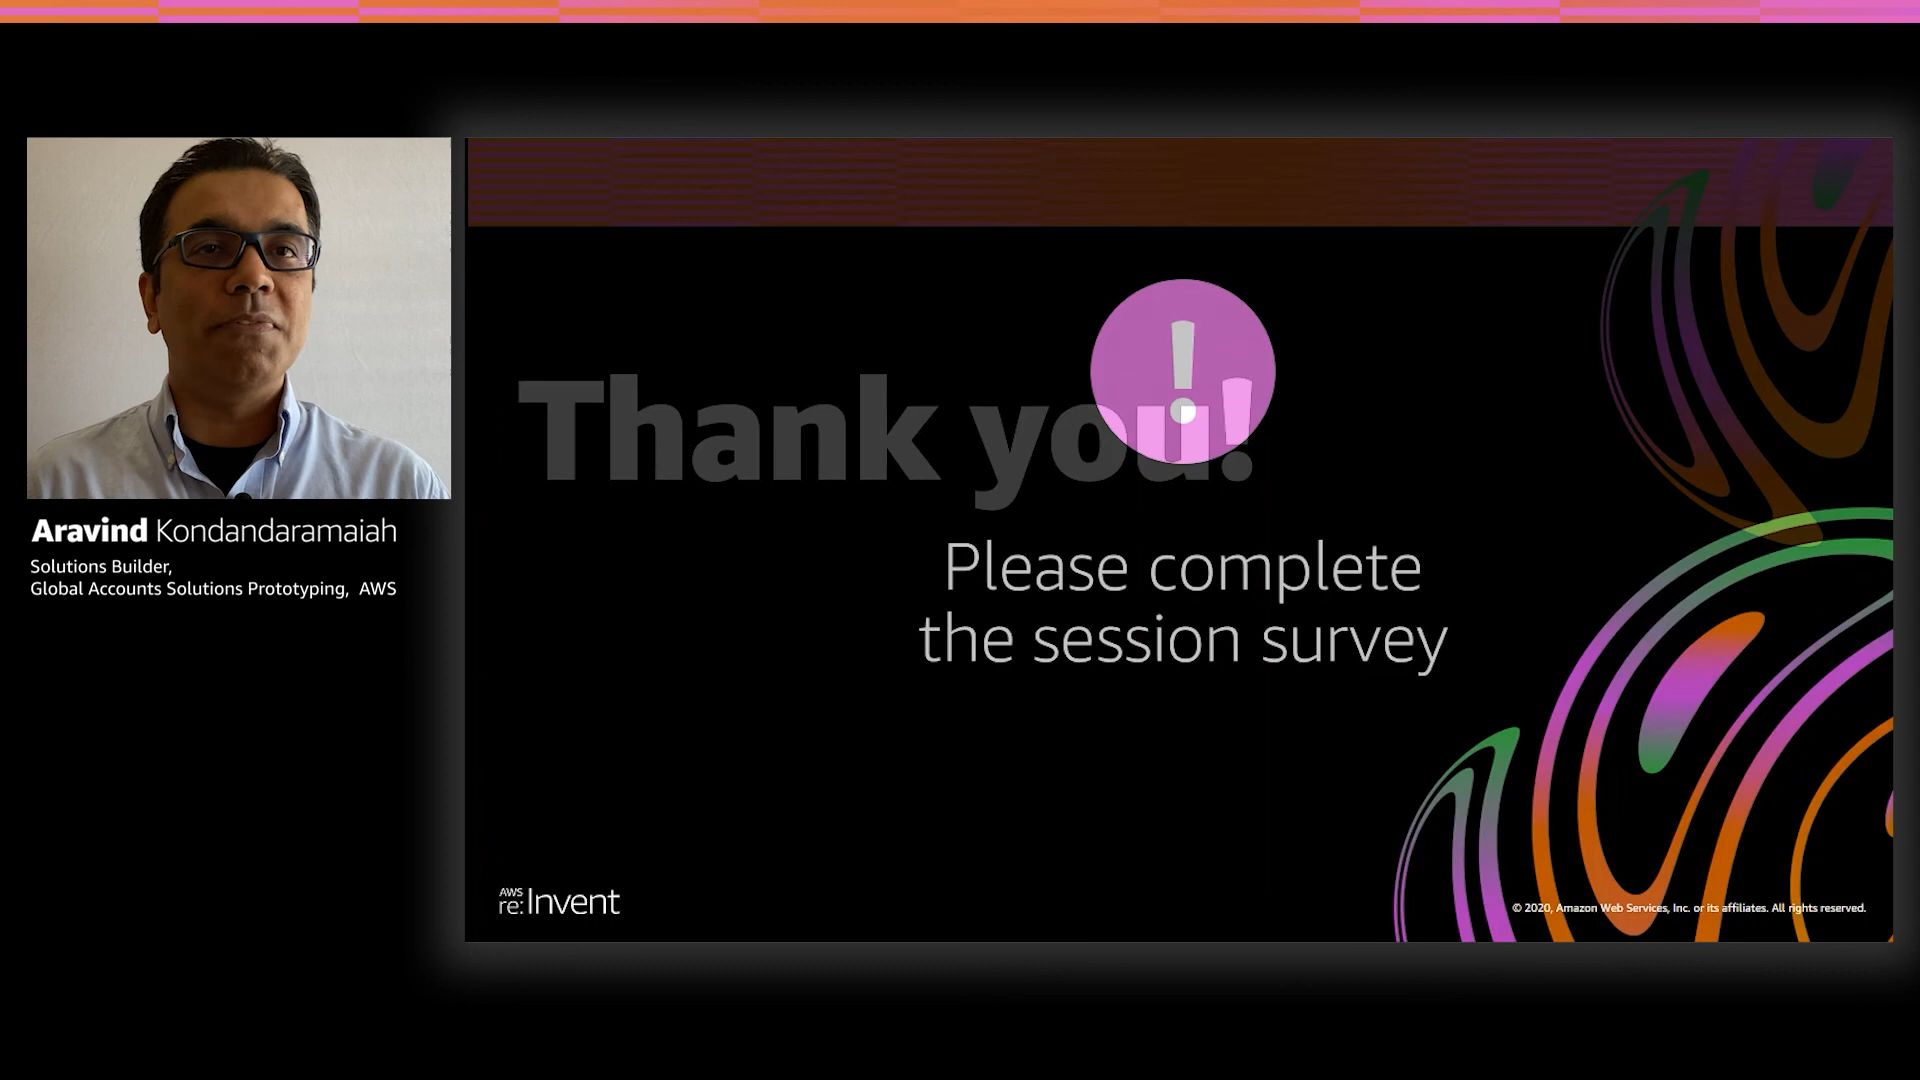 Aravind Kondandaramaiah
Solutions Builder,
Global Accounts Solutions Prototyping, AWS
!
Thank you!
Please complete
the session survey
AWS
re:Invent
© 2020, Amazon Web Services, Inc. or its affiliates. All rights reserved.